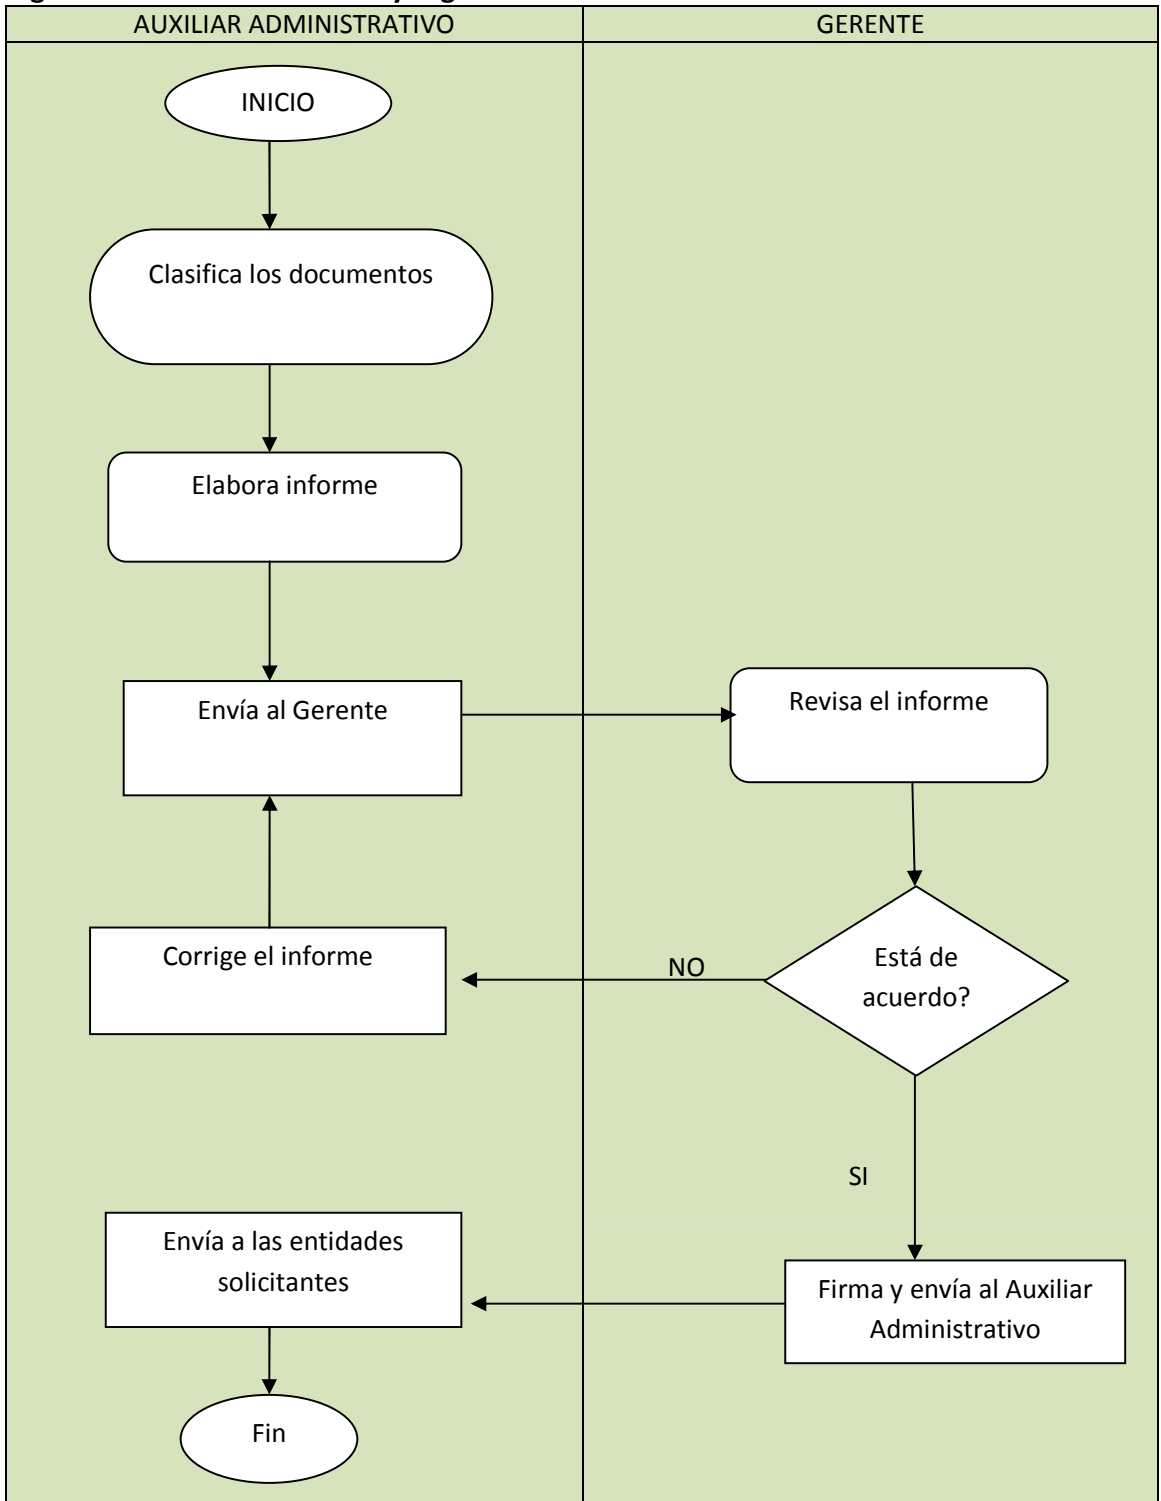 AUXILIAR ADMINISTRATIVO
GERENTE
INICIO
Clasifica los documentos
Elabora informe
Envía al Gerente
Revisa el informe
Está de
acuerdo?
NO
Corrige el informe
SI
Firma y envía al Auxiliar
Administrativo
Envía a las entidades
solicitantes
Fin